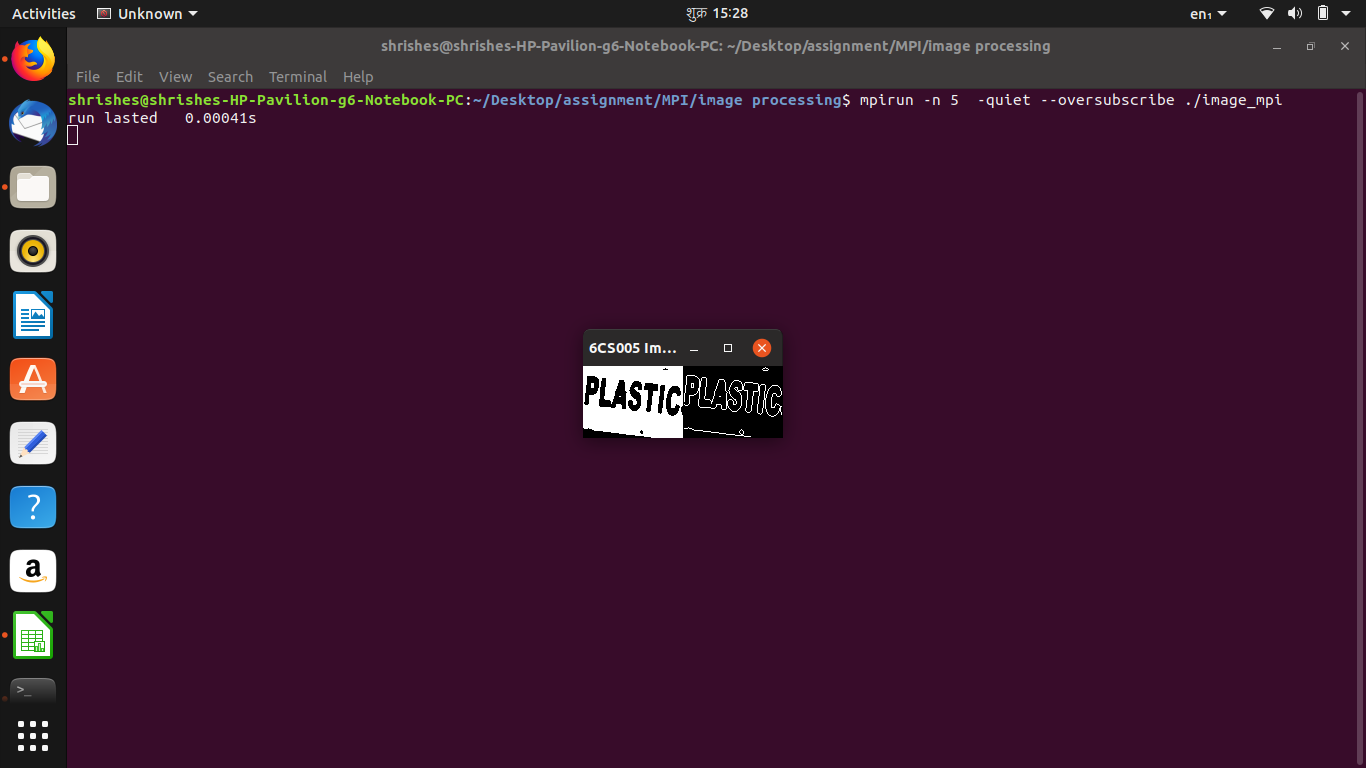 Activities Unknown शुक्र 15:28 en₁
shrishes@shrishes-HP-Pavilion-g6-Notebook-PC: ~/Desktop/assignment/MPI/image processing
File Edit View Search Terminal Help
shrishes@shrishes-HP-Pavilion-g6-Notebook-PC:~/Desktop/assignment/MPI/image processing$ mpirun -n 5  -quiet --oversubscribe ./image_mpi
run lasted   0.00041s
6CS005 Im...
PLASTIC PLASTIC
?
a
>_